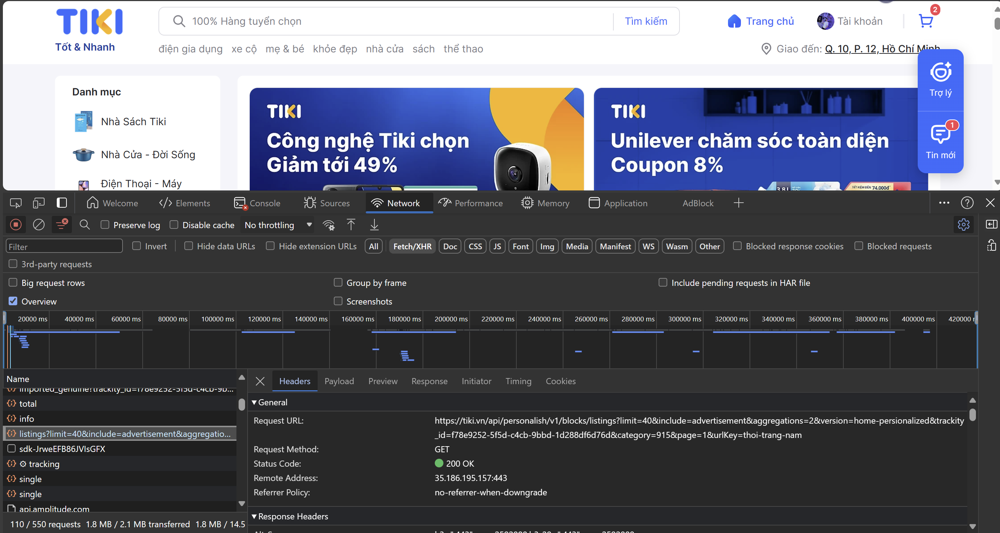 TIKI
Tốt & Nhanh
100% Hàng tuyển chọn
Tìm kiếm
Trang chủ
Tài khoản
2
điện gia dụng xe cộ mẹ & bé khỏe đẹp nhà cửa sách thể thao
Giao đến: Q. 10, P. 12, Hồ Chí Minh
Danh mục
Nhà Sách Tiki
Nhà Cửa - Đời Sống
Điện Thoại - Máy
TIKI
Công nghệ Tiki chọn
Giảm tới 49%
TIKI
Unilever chăm sóc toàn diện
Coupon 8%
3.8L
TIẾT KIỆM ĐẾN 74.000đ
Trợ lý
1
Tin mới
Welcome Elements Console Sources Network Performance Memory Application AdBlock
Preserve log Disable cache No throttling
Filter Invert Hide data URLs Hide extension URLs All Fetch/XHR Doc CSS JS Font Img Media Manifest WS Wasm Other Blocked response cookies Blocked requests
3rd-party requests
Big request rows Group by frame Include pending requests in HAR file
Overview Screenshots
20000 ms 40000 ms 60000 ms 80000 ms 100000 ms 120000 ms 140000 ms 160000 ms 180000 ms 200000 ms 220000 ms 240000 ms 260000 ms 280000 ms 300000 ms 320000 ms 340000 ms 360000 ms 380000 ms 400000 ms 420000
Name
imported_genuine?trackity_id=f78e9252-5f5d-c4cb-9b...
total
info
listings?limit=40&include=advertisement&aggregatio...
sdk-JrweEFB86JVIsGFX
tracking
single
single
api.amplitude.com
110 / 550 requests 1.8 MB / 2.1 MB transferred 1.8 MB / 14.5
Headers Payload Preview Response Initiator Timing Cookies
General
Request URL: https://tiki.vn/api/personalish/v1/blocks/listings?limit=40&include=advertisement&aggregations=2&version=home-persionalized&trackity
_id=f78e9252-5f5d-c4cb-9bbd-1d288df6d76d&category=915&page=1&urlKey=thoi-trang-nam
Request Method: GET
Status Code: 200 OK
Remote Address: 35.186.195.157:443
Referrer Policy: no-referrer-when-downgrade
Response Headers